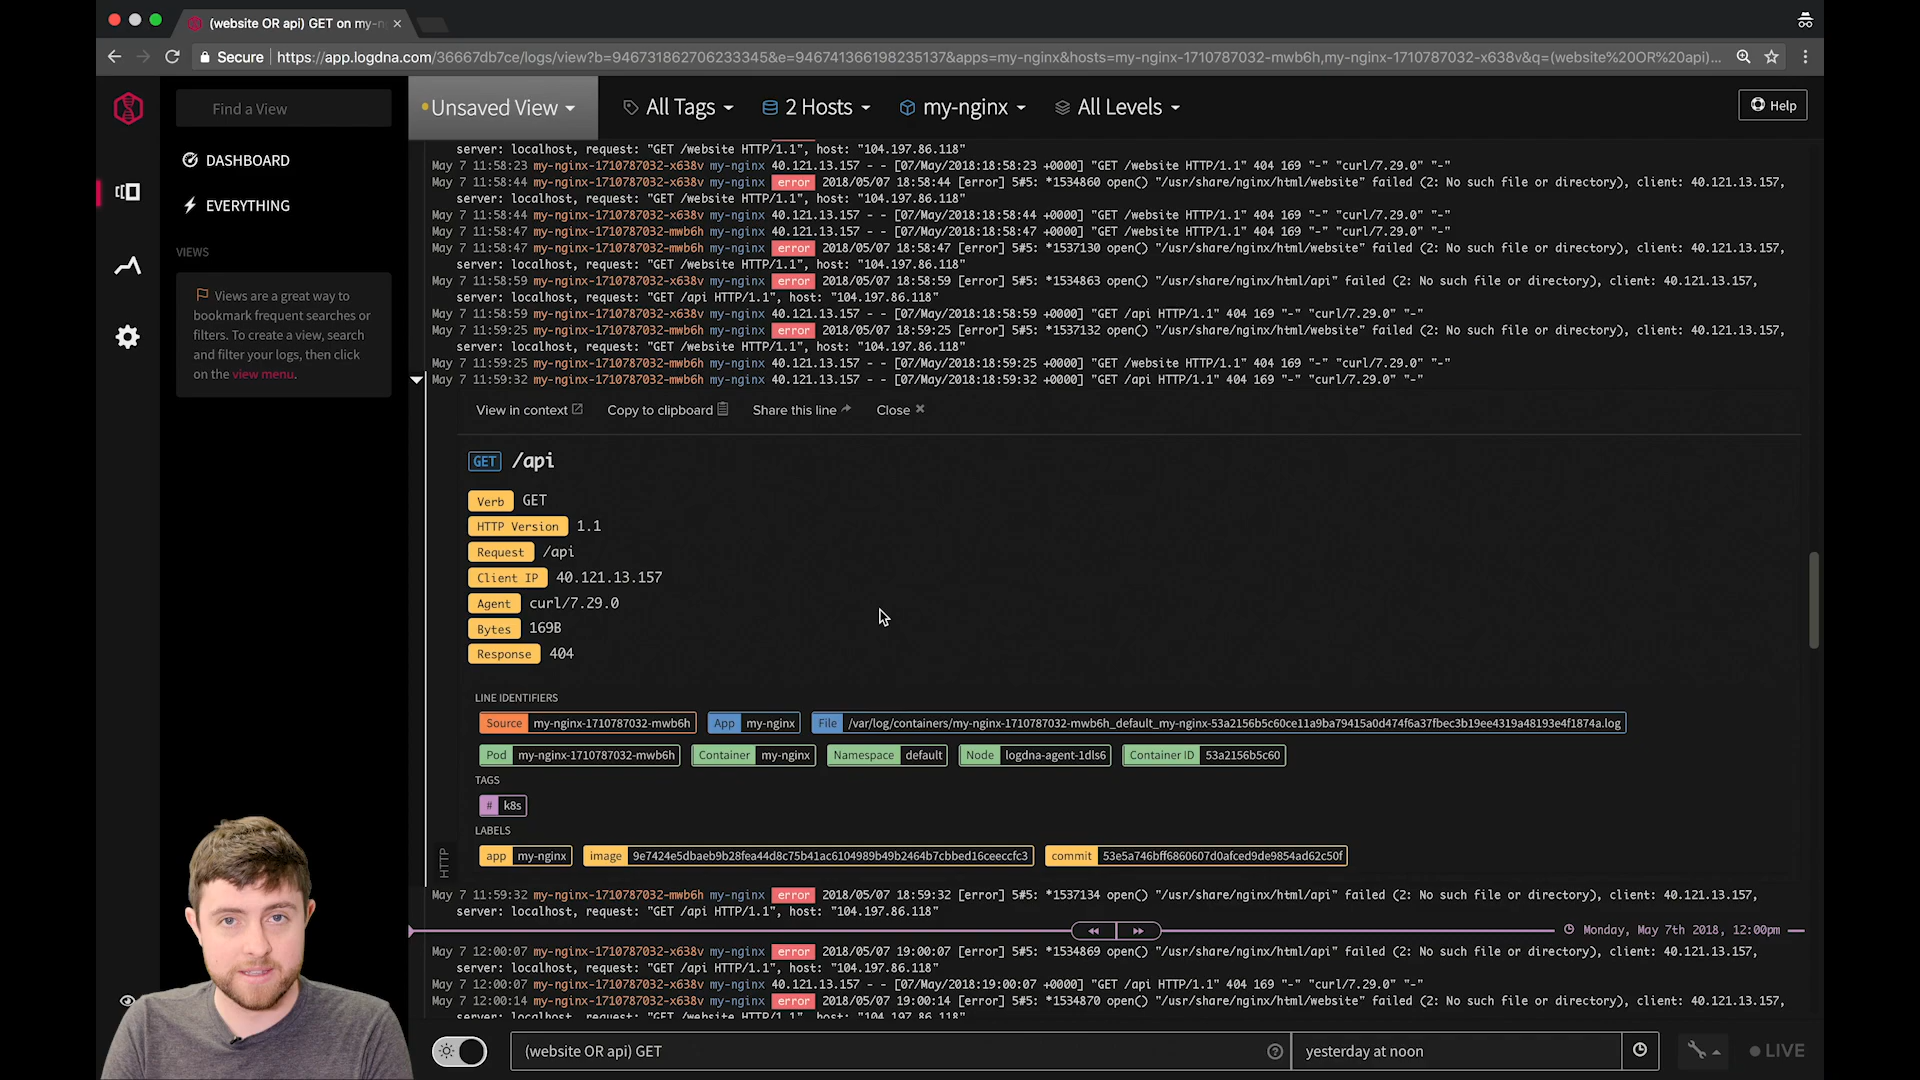 (website OR api) GET on my-n
Secure https://app.logdna.com/36667db7ce/logs/view?b=946731862706233345&e=946741366198235137&apps=my-nginx&hosts=my-nginx-1710787032-mwb6h,my-nginx-1710787032-x638v&q=(website%20OR%20api)...
Find a View
Unsaved View
All Tags
2 Hosts
my-nginx
All Levels
Help
DASHBOARD
EVERYTHING
VIEWS
Views are a great way to
bookmark frequent searches or
filters. To create a view, search
and filter your logs, then click
on the view menu.
server: localhost, request: "GET /website HTTP/1.1", host: "104.197.86.118"
May 7 11:58:23 my-nginx-1710787032-x638v my-nginx 40.121.13.157 - - [07/May/2018:18:58:23 +0000] "GET /website HTTP/1.1" 404 169 "-" "curl/7.29.0" "-"
May 7 11:58:44 my-nginx-1710787032-x638v my-nginx error 2018/05/07 18:58:44 [error] 5#5: *1534860 open() "/usr/share/nginx/html/website" failed (2: No such file or directory), client: 40.121.13.157,
server: localhost, request: "GET /website HTTP/1.1", host: "104.197.86.118"
May 7 11:58:44 my-nginx-1710787032-x638v my-nginx 40.121.13.157 - - [07/May/2018:18:58:44 +0000] "GET /website HTTP/1.1" 404 169 "-" "curl/7.29.0" "-"
May 7 11:58:47 my-nginx-1710787032-mwb6h my-nginx 40.121.13.157 - - [07/May/2018:18:58:47 +0000] "GET /website HTTP/1.1" 404 169 "-" "curl/7.29.0" "-"
May 7 11:58:47 my-nginx-1710787032-mwb6h my-nginx error 2018/05/07 18:58:47 [error] 5#5: *1537130 open() "/usr/share/nginx/html/website" failed (2: No such file or directory), client: 40.121.13.157,
server: localhost, request: "GET /website HTTP/1.1", host: "104.197.86.118"
May 7 11:58:59 my-nginx-1710787032-x638v my-nginx error 2018/05/07 18:58:59 [error] 5#5: *1534863 open() "/usr/share/nginx/html/api" failed (2: No such file or directory), client: 40.121.13.157,
server: localhost, request: "GET /api HTTP/1.1", host: "104.197.86.118"
May 7 11:58:59 my-nginx-1710787032-x638v my-nginx 40.121.13.157 - - [07/May/2018:18:58:59 +0000] "GET /api HTTP/1.1" 404 169 "-" "curl/7.29.0" "-"
May 7 11:59:25 my-nginx-1710787032-mwb6h my-nginx error 2018/05/07 18:59:25 [error] 5#5: *1537132 open() "/usr/share/nginx/html/website" failed (2: No such file or directory), client: 40.121.13.157,
server: localhost, request: "GET /website HTTP/1.1", host: "104.197.86.118"
May 7 11:59:25 my-nginx-1710787032-mwb6h my-nginx 40.121.13.157 - - [07/May/2018:18:59:25 +0000] "GET /website HTTP/1.1" 404 169 "-" "curl/7.29.0" "-"
May 7 11:59:32 my-nginx-1710787032-mwb6h my-nginx 40.121.13.157 - - [07/May/2018:18:59:32 +0000] "GET /api HTTP/1.1" 404 169 "-" "curl/7.29.0" "-"
View in context Copy to clipboard Share this line Close
GET /api
Verb GET
HTTP Version 1.1
Request /api
Client IP 40.121.13.157
Agent curl/7.29.0
Bytes 169B
Response 404
LINE IDENTIFIERS
Source my-nginx-1710787032-mwb6h App my-nginx File /var/log/containers/my-nginx-1710787032-mwb6h_default_my-nginx-53a2156b5c60ce11a9ba79415a0d474f6a37fbec3b19ee4319a48193e4f1874a.log
Pod my-nginx-1710787032-mwb6h Container my-nginx Namespace default Node logdna-agent-1dls6 Container ID 53a2156b5c60
TAGS
# k8s
LABELS
app my-nginx image 9e7424e5dbaeb9b28fea44d8c75b41ac6104989b49b2464b7cbbed16ceeccfc3 commit 53e5a746bff6860607d0afced9de9854ad62c50f
HTTP
May 7 11:59:32 my-nginx-1710787032-mwb6h my-nginx error 2018/05/07 18:59:32 [error] 5#5: *1537134 open() "/usr/share/nginx/html/api" failed (2: No such file or directory), client: 40.121.13.157,
server: localhost, request: "GET /api HTTP/1.1", host: "104.197.86.118"
Monday, May 7th 2018, 12:00pm
May 7 12:00:07 my-nginx-1710787032-x638v my-nginx error 2018/05/07 19:00:07 [error] 5#5: *1534869 open() "/usr/share/nginx/html/api" failed (2: No such file or directory), client: 40.121.13.157,
server: localhost, request: "GET /api HTTP/1.1", host: "104.197.86.118"
May 7 12:00:07 my-nginx-1710787032-x638v my-nginx 40.121.13.157 - - [07/May/2018:19:00:07 +0000] "GET /api HTTP/1.1" 404 169 "-" "curl/7.29.0" "-"
May 7 12:00:14 my-nginx-1710787032-x638v my-nginx error 2018/05/07 19:00:14 [error] 5#5: *1534870 open() "/usr/share/nginx/html/website" failed (2: No such file or directory), client: 40.121.13.157,
server: localhost, request: "GET /website HTTP/1.1", host: "104.197.86.118"
(website OR api) GET
yesterday at noon
LIVE